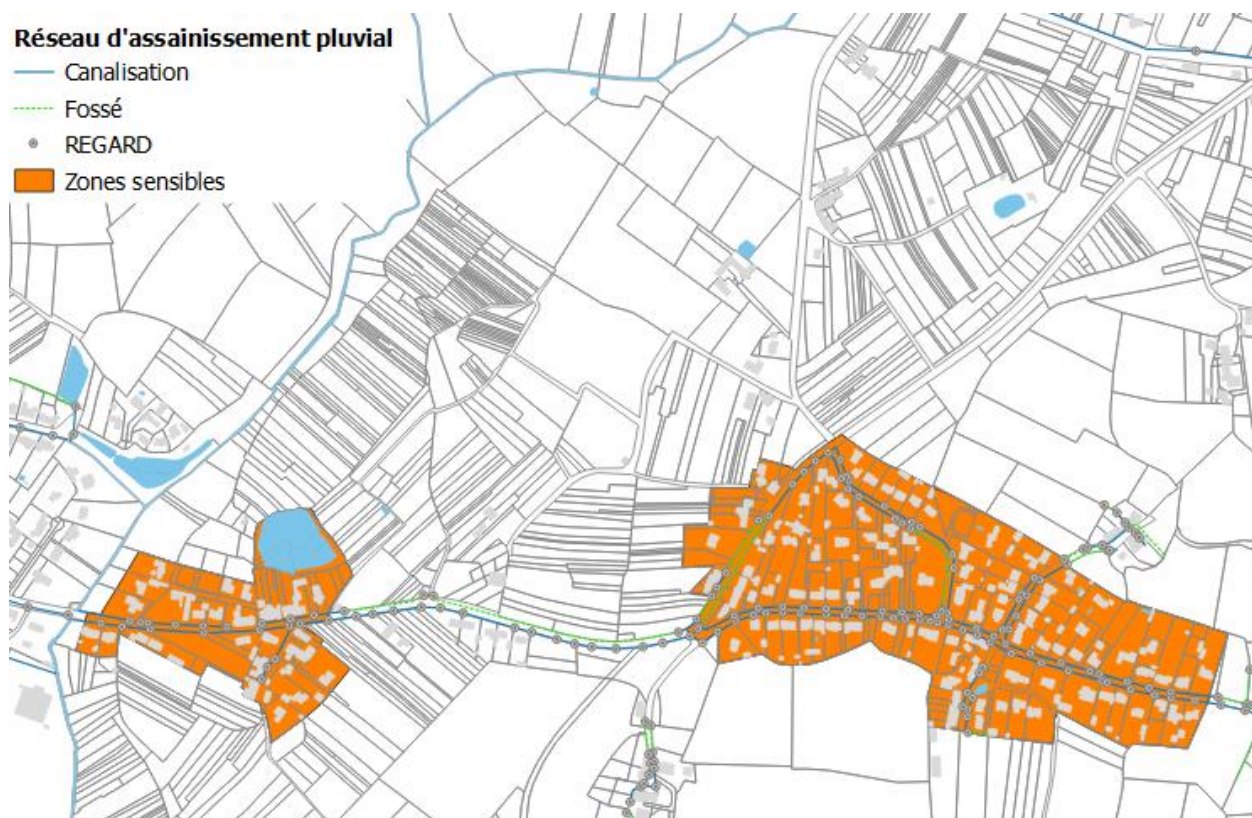 Réseau d'assainissement pluvial
Canalisation
Fossé
REGARD
Zones sensibles